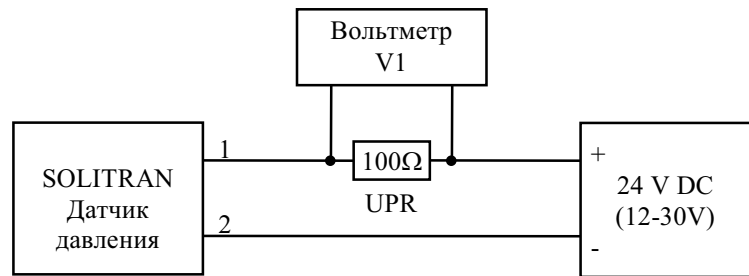 Вольтметр
V1
SOLITRAN
Датчик
давления
1
100Ω
UPR
2
+
24 V DC
(12-30V)
-